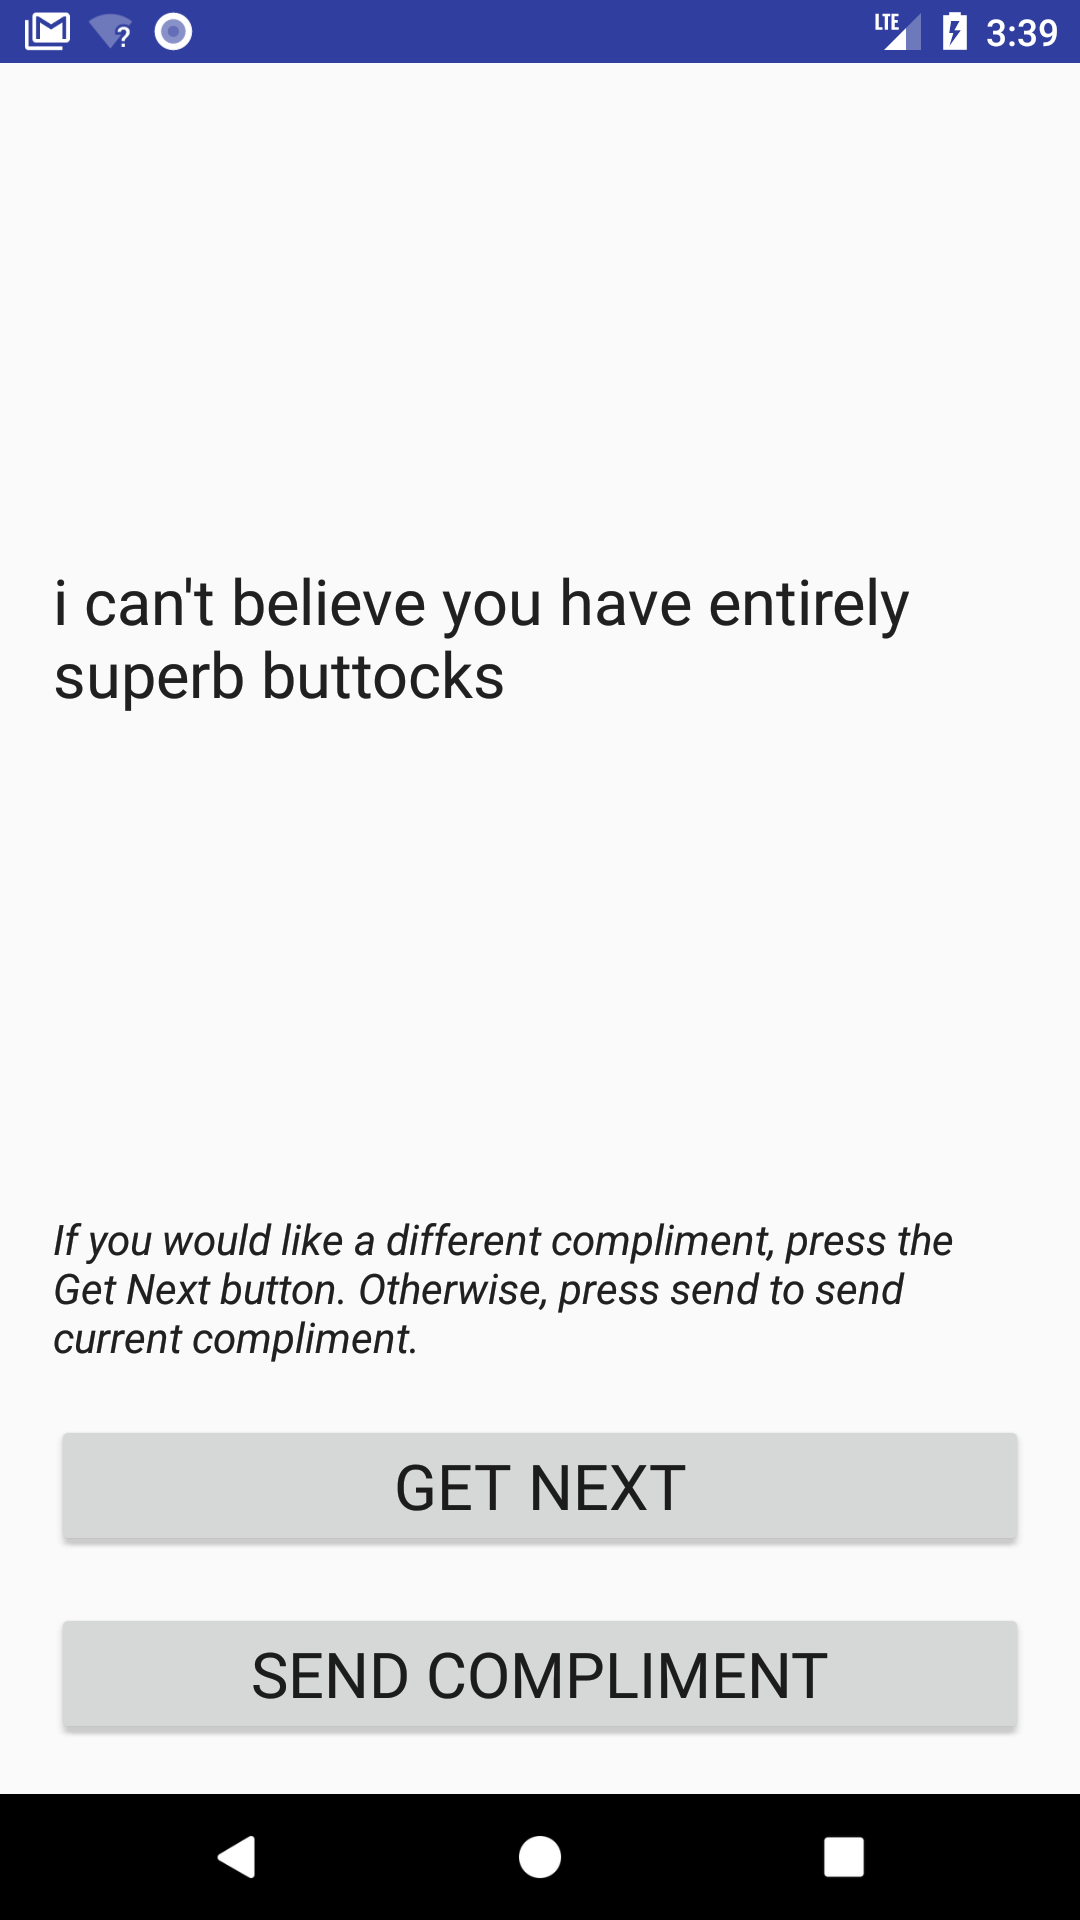 LTE 3:39
i can't believe you have entirely
superb buttocks
If you would like a different compliment, press the
Get Next button. Otherwise, press send to send
current compliment.
GET NEXT
SEND COMPLIMENT